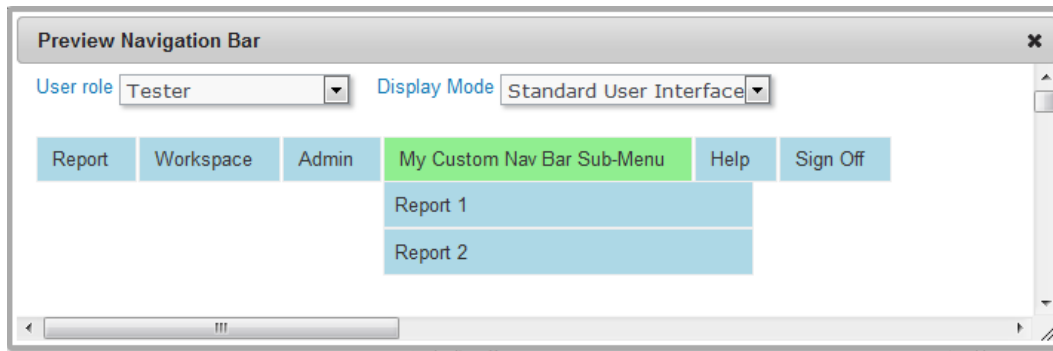 Preview Navigation Bar
User role Tester Display Mode Standard User Interface
Report Workspace Admin My Custom Nav Bar Sub-Menu Help Sign Off
Report 1
Report 2